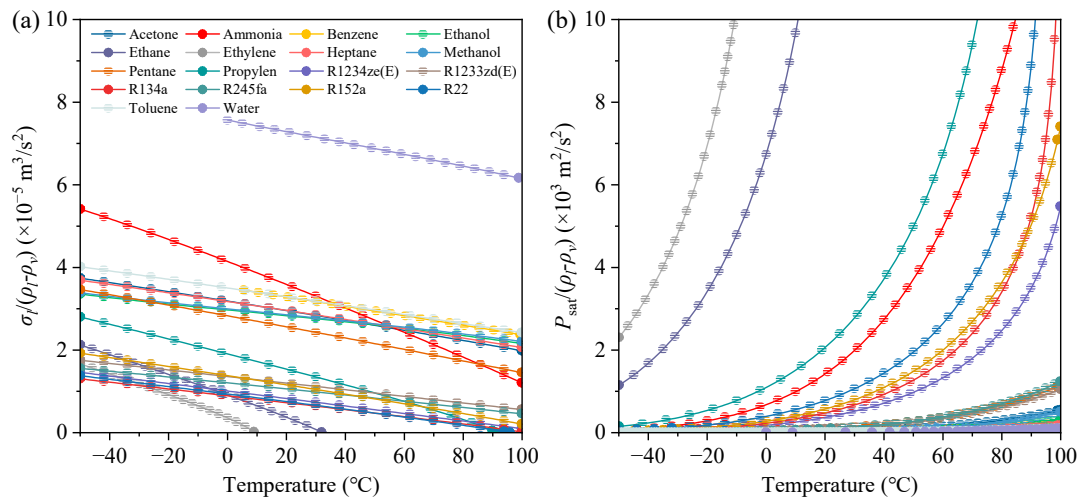 (a)
(b)
Acetone Ammonia Benzene Ethanol
Ethane Ethylene Heptane Methanol
Pentane Propylen R1234ze(E) R1233zd(E)
R134a R245fa R152a R22
Toluene Water
10
8
6
4
2
0
σl/(ρl-ρv) (×10⁻⁵ m³/s²)
−40 −20 0 20 40 60 80 100
Temperature (℃)
10
8
6
4
2
0
Psat/(ρl-ρv) (×10³ m²/s²)
−40 −20 0 20 40 60 80 100
Temperature (℃)